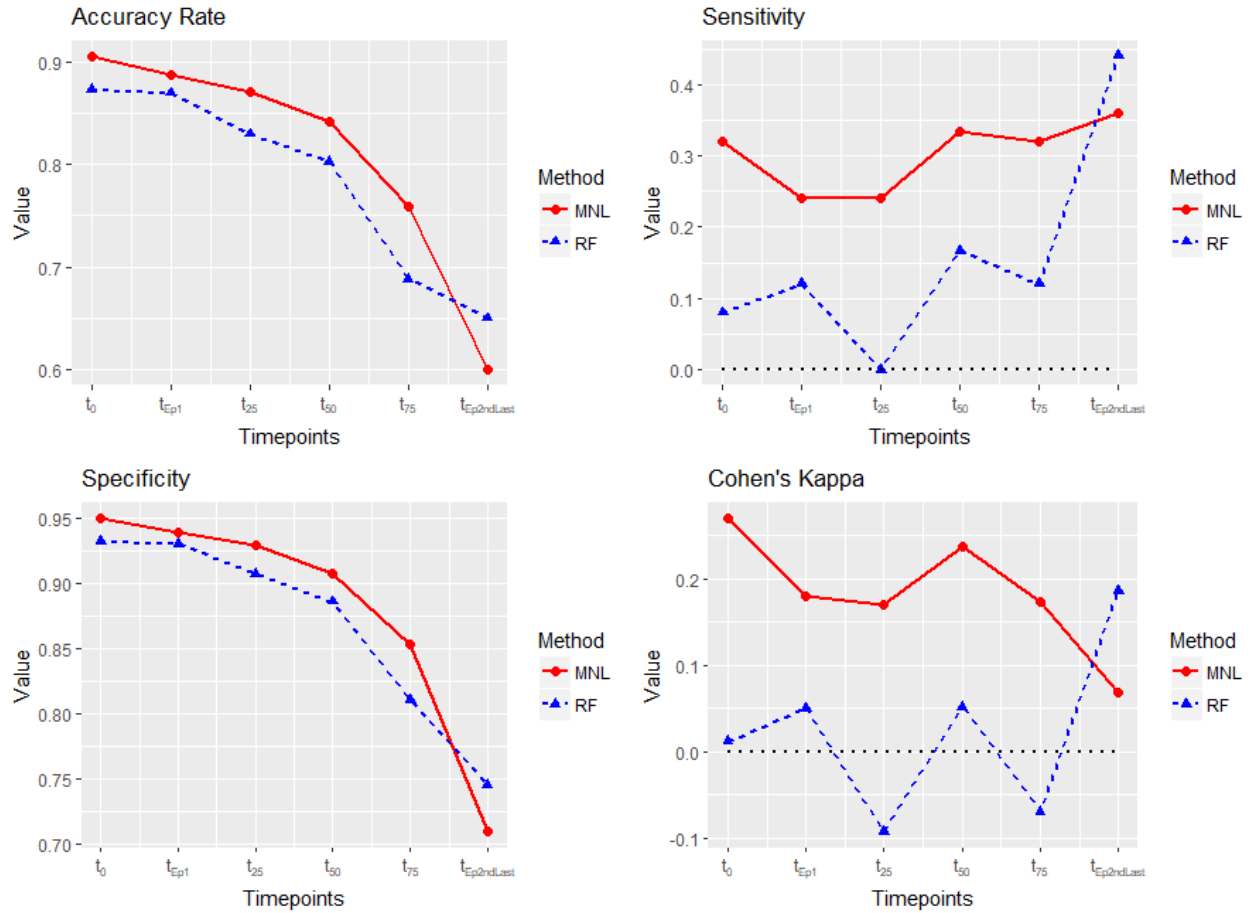 Accuracy Rate
Value
0.9
0.8
0.7
0.6
t0 tEp1 t25 t50 t75 tEp2ndLast
Timepoints
Method
MNL
RF
Sensitivity
Value
0.4
0.3
0.2
0.1
0.0
t0 tEp1 t25 t50 t75 tEp2ndLast
Timepoints
Method
MNL
RF
Specificity
Value
0.95
0.90
0.85
0.80
0.75
0.70
t0 tEp1 t25 t50 t75 tEp2ndLast
Timepoints
Method
MNL
RF
Cohen's Kappa
Value
0.2
0.1
0.0
-0.1
t0 tEp1 t25 t50 t75 tEp2ndLast
Timepoints
Method
MNL
RF